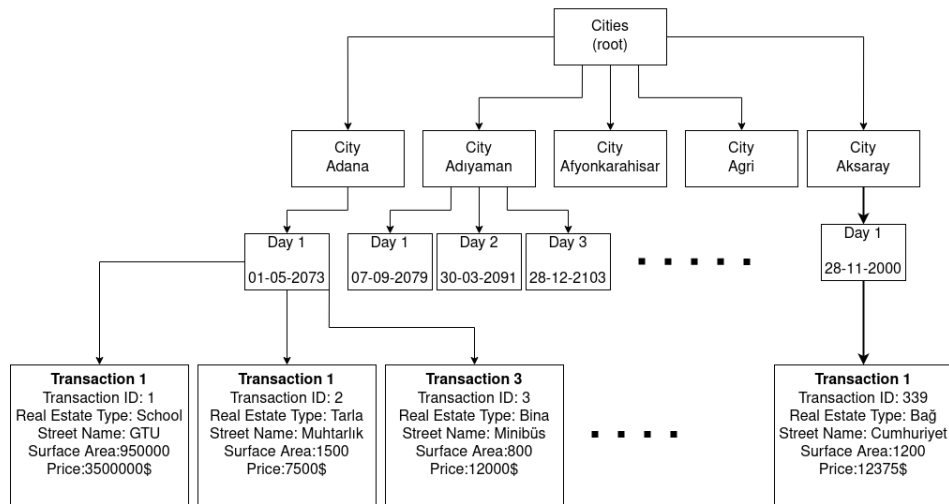 Cities
(root)
City
Adana
City
Adıyaman
City
Afyonkarahisar
City
Agri
City
Aksaray
Day 1
01-05-2073
Day 1
07-09-2079
Day 2
30-03-2091
Day 3
28-12-2103
Day 1
28-11-2000
Transaction 1
Transaction ID: 1
Real Estate Type: School
Street Name: GTU
Surface Area:950000
Price:3500000$
Transaction 1
Transaction ID: 2
Real Estate Type: Tarla
Street Name: Muhtarlık
Surface Area:1500
Price:7500$
Transaction 3
Transaction ID: 3
Real Estate Type: Bina
Street Name: Minibüs
Surface Area:800
Price:12000$
Transaction 1
Transaction ID: 339
Real Estate Type: Bağ
Street Name: Cumhuriyet
Surface Area:1200
Price:12375$